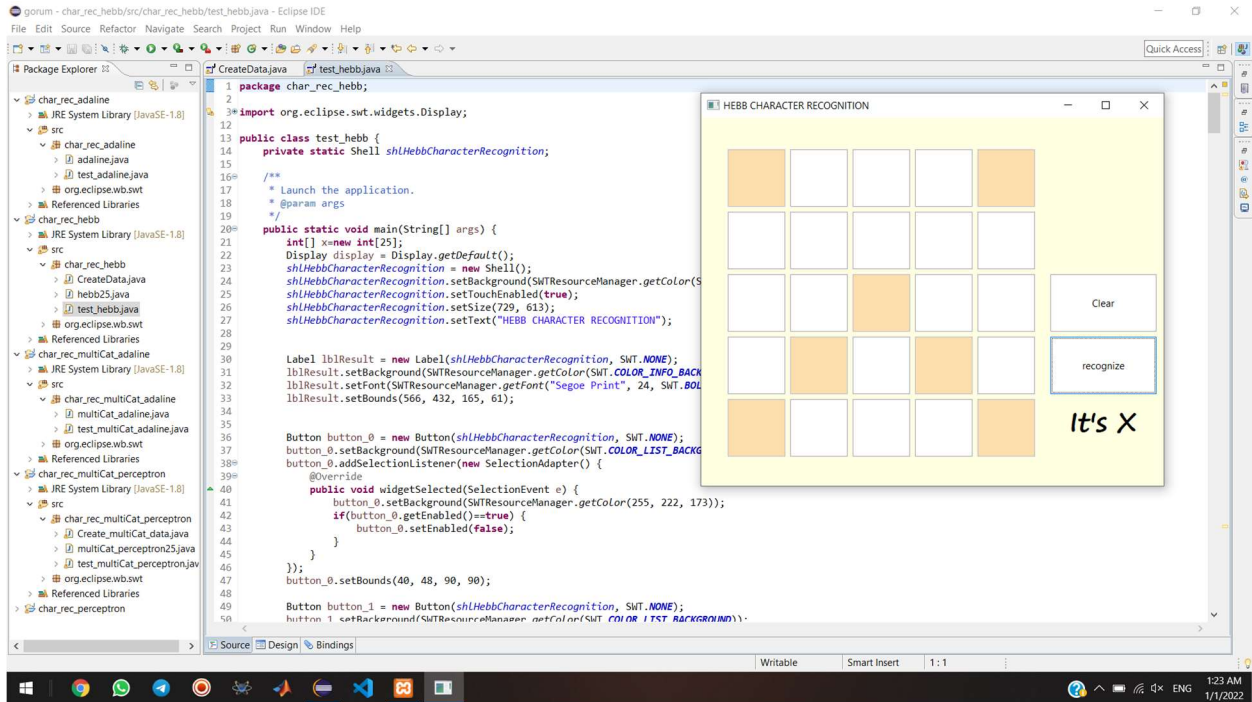 gorum - char_rec_hebb/src/char_rec_hebb/test_hebb.java - Eclipse IDE
File Edit Source Refactor Navigate Search Project Run Window Help
Quick Access
Package Explorer
char_rec_adaline
JRE System Library [JavaSE-1.8]
src
char_rec_adaline
adaline.java
test_adaline.java
org.eclipse.wb.swt
Referenced Libraries
char_rec_hebb
JRE System Library [JavaSE-1.8]
src
char_rec_hebb
CreateData.java
hebb25.java
test_hebb.java
org.eclipse.wb.swt
Referenced Libraries
char_rec_multiCat_adaline
JRE System Library [JavaSE-1.8]
src
char_rec_multiCat_adaline
multiCat_adaline.java
test_multiCat_adaline.java
org.eclipse.wb.swt
Referenced Libraries
char_rec_multiCat_perceptron
JRE System Library [JavaSE-1.8]
src
char_rec_multiCat_perceptron
Create_multiCat_data.java
multiCat_perceptron25.java
test_multiCat_perceptron.jav
org.eclipse.wb.swt
Referenced Libraries
char_rec_perceptron
CreateData.java test_hebb.java
1 package char_rec_hebb;
2
3 import org.eclipse.swt.widgets.Display;
12
13 public class test_hebb {
14 private static Shell shlHebbCharacterRecognition;
15
16 /**
17 * Launch the application.
18 * @param args
19 */
20 public static void main(String[] args) {
21 int[] x=new int[25];
22 Display display = Display.getDefault();
23 shlHebbCharacterRecognition = new Shell();
24 shlHebbCharacterRecognition.setBackground(SWTResourceManager.getColor(S
25 shlHebbCharacterRecognition.setTouchEnabled(true);
26 shlHebbCharacterRecognition.setSize(729, 613);
27 shlHebbCharacterRecognition.setText("HEBB CHARACTER RECOGNITION");
28
29
30 Label lblResult = new Label(shlHebbCharacterRecognition, SWT.NONE);
31 lblResult.setBackground(SWTResourceManager.getColor(SWT.COLOR_INFO_BACK
32 lblResult.setFont(SWTResourceManager.getFont("Segoe Print", 24, SWT.BOL
33 lblResult.setBounds(566, 432, 165, 61);
34
35
36 Button button_0 = new Button(shlHebbCharacterRecognition, SWT.NONE);
37 button_0.setBackground(SWTResourceManager.getColor(SWT.COLOR_LIST_BACKG
38 button_0.addSelectionListener(new SelectionAdapter() {
39 @Override
40 public void widgetSelected(SelectionEvent e) {
41 button_0.setBackground(SWTResourceManager.getColor(255, 222, 173));
42 if(button_0.getEnabled()==true) {
43 button_0.setEnabled(false);
44 }
45 }
46 });
47 button_0.setBounds(40, 48, 90, 90);
48
49 Button button_1 = new Button(shlHebbCharacterRecognition, SWT.NONE);
50 button_1.setBackground(SWTResourceManager.getColor(SWT.COLOR_LIST_BACKGROUND));
HEBB CHARACTER RECOGNITION
Clear
recognize
It's X
Source Design Bindings
Writable Smart Insert 1 : 1
ENG
1:23 AM
1/1/2022